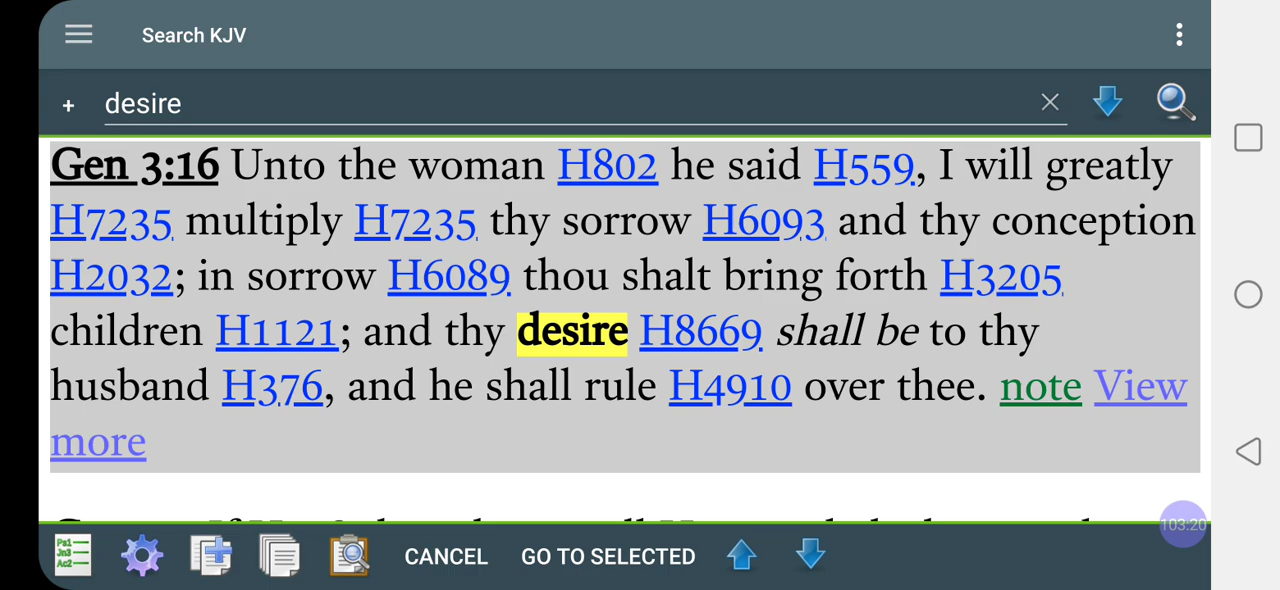 Search KJV
+ desire
Gen 3:16 Unto the woman H802 he said H559, I will greatly
H7235 multiply H7235 thy sorrow H6093 and thy conception
H2032; in sorrow H6089 thou shalt bring forth H3205
children H1121; and thy desire H8669 shall be to thy
husband H376, and he shall rule H4910 over thee. note View
more
103:20
Ps1
Jn3
Ac2
CANCEL GO TO SELECTED